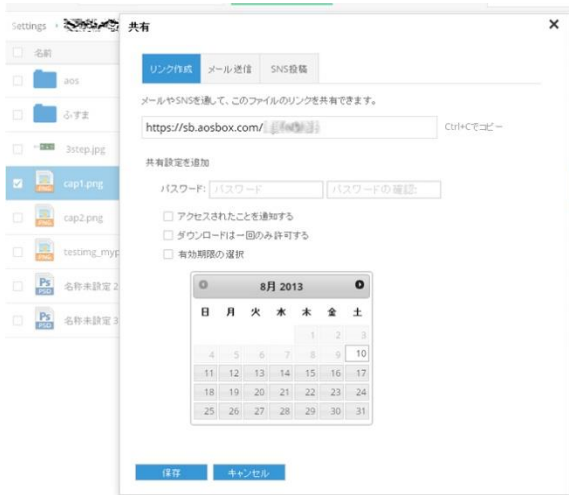 Settings
共有
×
名前
aos
ふすま
3step.jpg
cap1.png
cap2.png
testimg_myp
名称未設定 2
名称未設定 3
リンク作成 メール送信 SNS投稿
メールやSNSを通して、このファイルのリンクを共有できます。
https://sb.aosbox.com/
Ctrl+Cでコピー
共有設定を追加
パスワード: パスワード パスワードの確認:
アクセスされたことを通知する
ダウンロードは一回のみ許可する
有効期限の選択
8月 2013
日 月 火 水 木 金 土
1 2 3
4 5 6 7 8 9 10
11 12 13 14 15 16 17
18 19 20 21 22 23 24
25 26 27 28 29 30 31
保存 キャンセル